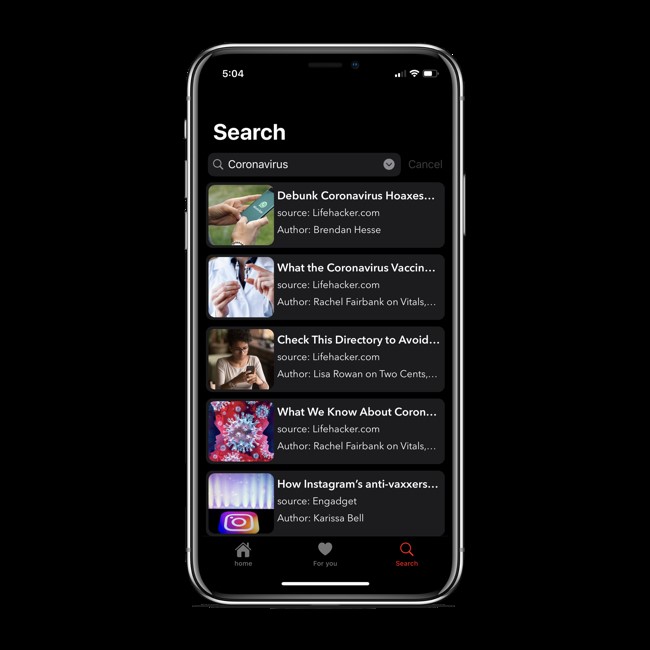 5:04
Search
Coronavirus
Cancel
Debunk Coronavirus Hoaxes...
source: Lifehacker.com
Author: Brendan Hesse
What the Coronavirus Vaccin...
source: Lifehacker.com
Author: Rachel Fairbank on Vitals,...
Check This Directory to Avoid...
source: Lifehacker.com
Author: Lisa Rowan on Two Cents,...
What We Know About Coron...
source: Lifehacker.com
Author: Rachel Fairbank on Vitals,...
How Instagram's anti-vaxxers...
source: Engadget
Author: Karissa Bell
home
For you
Search